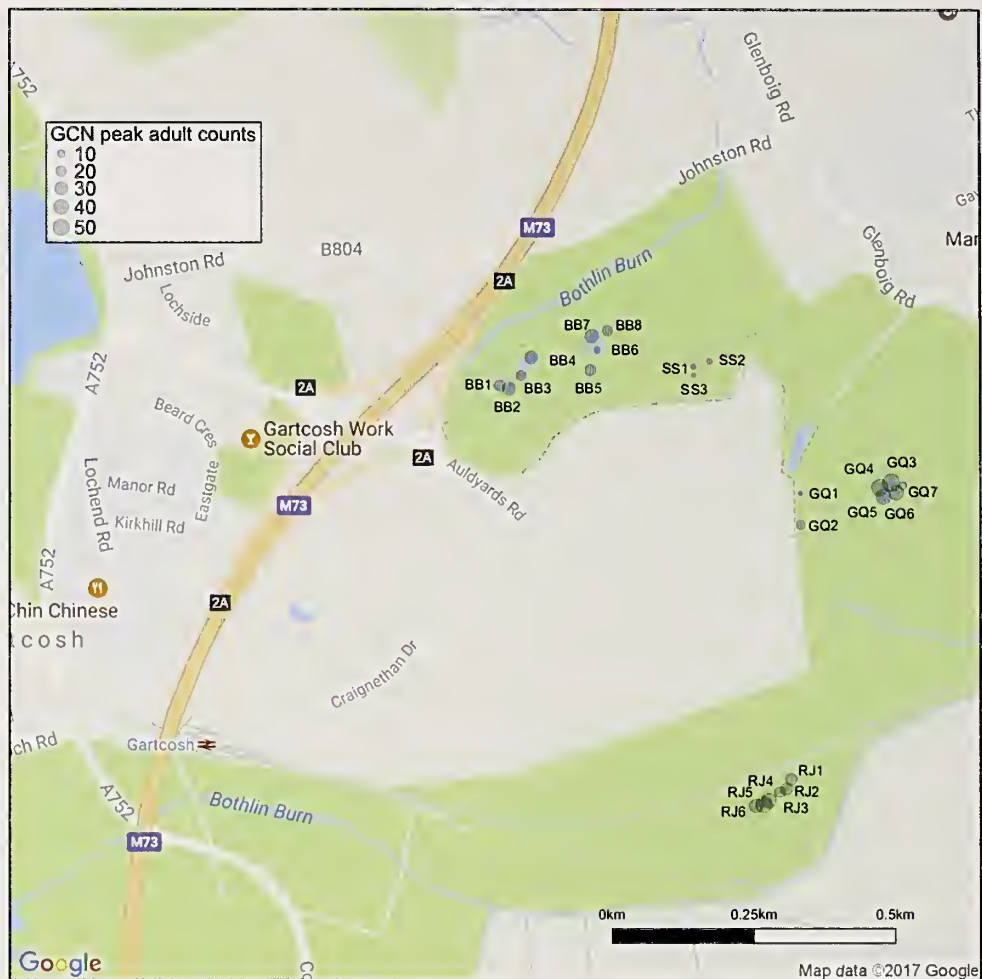 A752
Glenboig Rd
GCN peak adult counts
10
20
30
40
50
Johnston Rd
M73
B804
Johnston Rd
Glenboig Rd
Mar
2A
Bothlin Burn
Lochside
BB7
BB8
BB4
BB6
SS2
SS1
BB1
BB3
BB5
SS3
BB2
A752
2A
Beard Cres
Gartcosh Work
Social Club
2A
Auldyards Rd
GQ4
GQ3
Manor Rd
Eastgate
M73
GQ1
GQ7
Lochend Rd
Kirkhill Rd
GQ5
GQ6
GQ2
A752
Chin Chinese
2A
cosh
Craignethan Dr
ch Rd
Gartcosh
RJ4
RJ1
RJ5
RJ2
RJ6
RJ3
A752
Bothlin Burn
M73
0km
0.25km
0.5km
Google
Co
Map data ©2017 Google